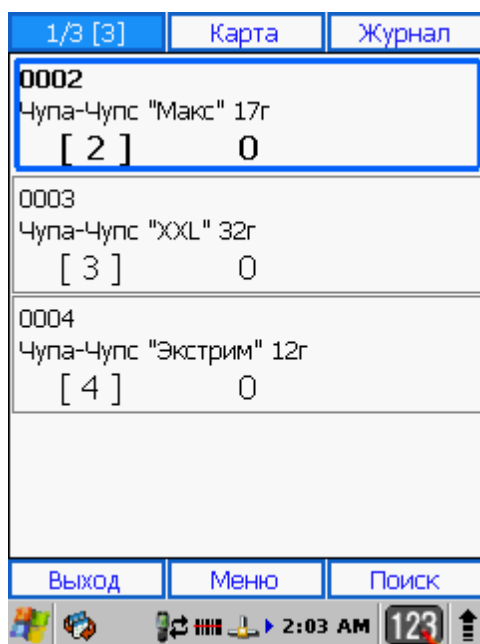 1/3 [3] Карта Журнал
0002
Чупа-Чупс "Макс" 17г
[ 2 ] 0
0003
Чупа-Чупс "XXL" 32г
[ 3 ] 0
0004
Чупа-Чупс "Экстрим" 12г
[ 4 ] 0
Выход Меню Поиск
2:03 AM 123